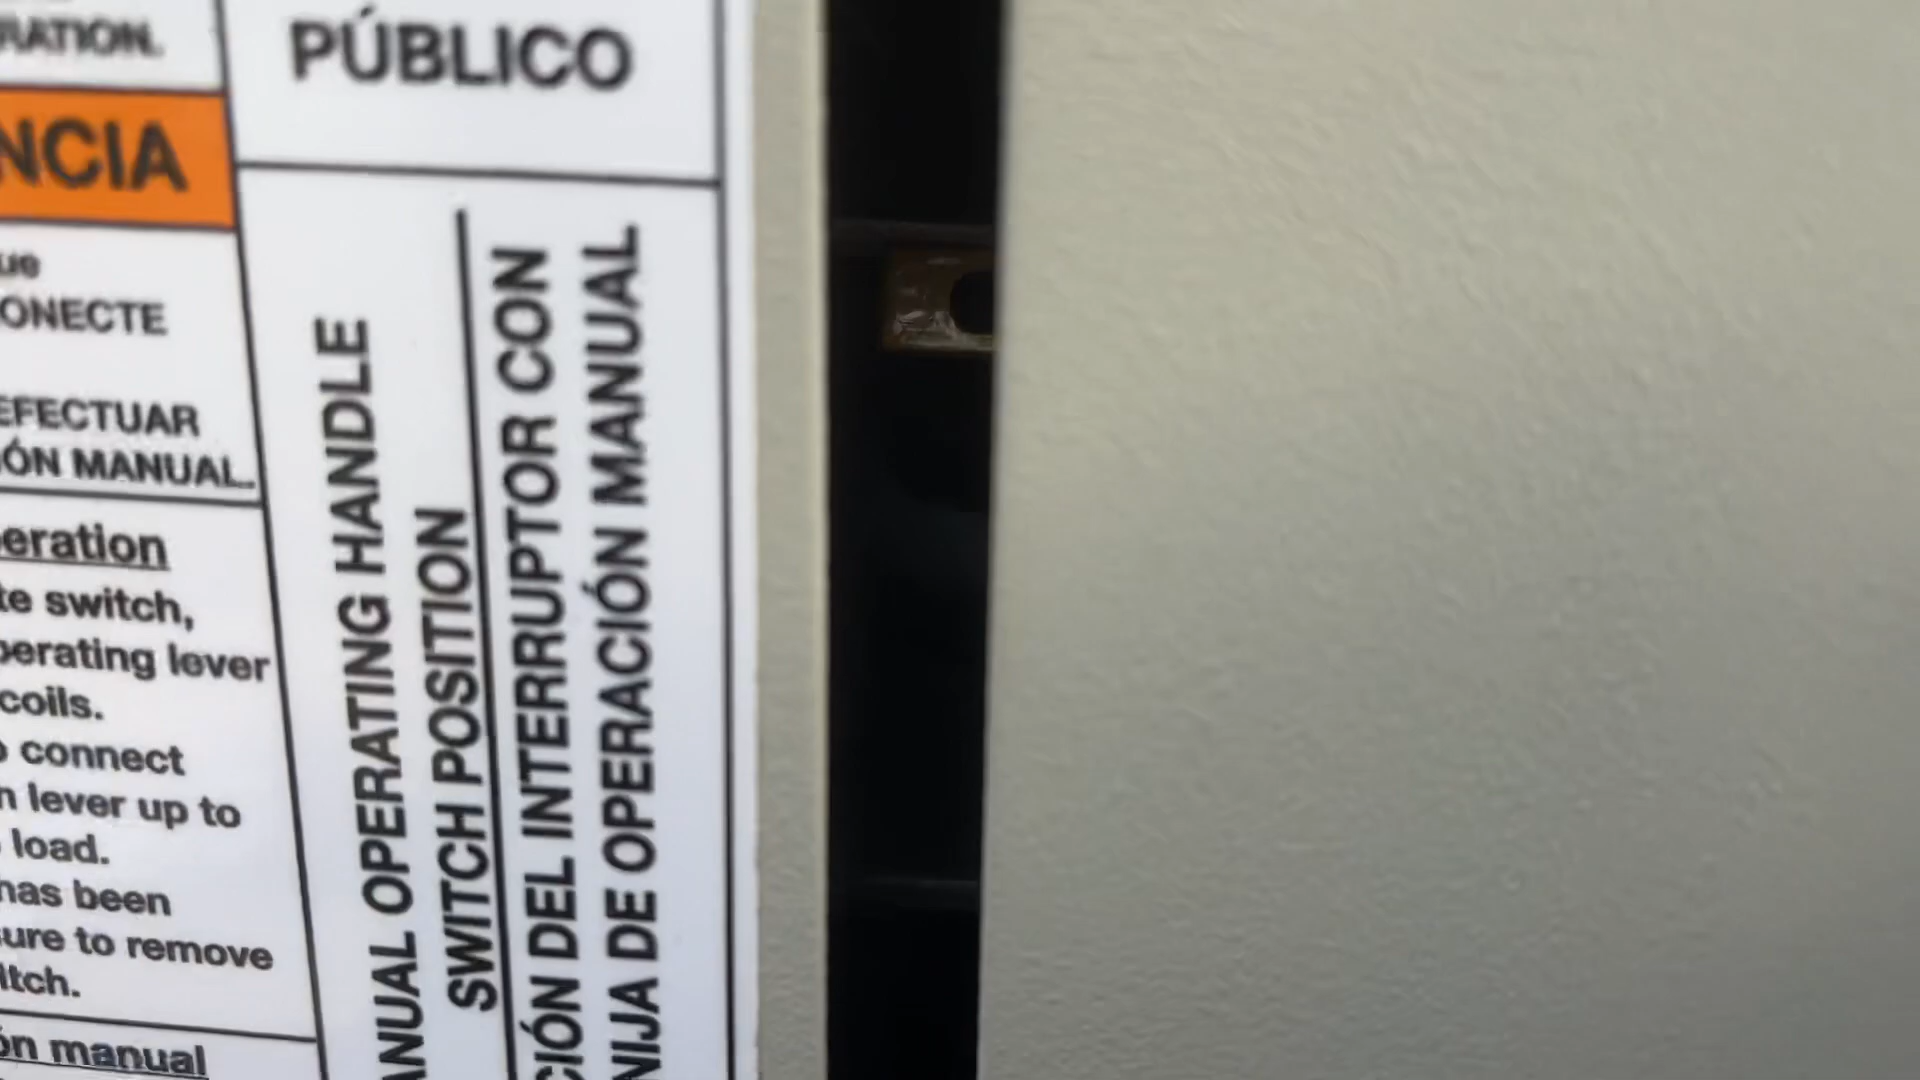 RATION.
NCIA
ue
ONECTE
EFECTUAR
ÓN MANUAL.
eration
te switch,
perating lever
coils.
o connect
n lever up to
load.
has been
sure to remove
itch.
ón manual
PÚBLICO
ANUAL OPERATING HANDLE
SWITCH POSITION
CIÓN DEL INTERRUPTOR CON
NIJA DE OPERACIÓN MANUAL